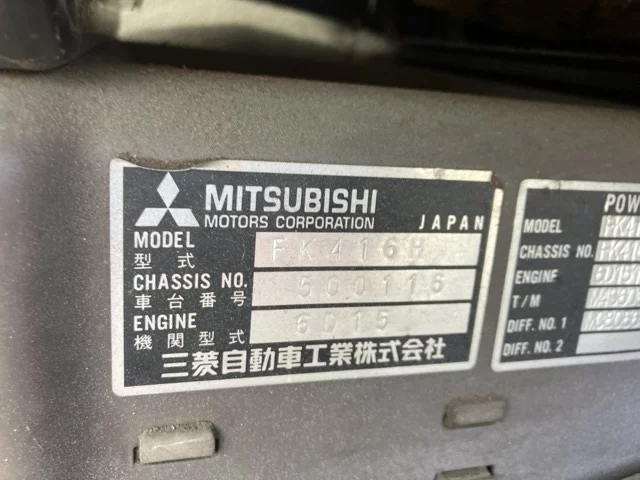 MITSUBISHI
MOTORS CORPORATION JAPAN
MODEL
型式 FK416H
CHASSIS NO.
車台番号 500116
ENGINE
機関型式 6D15
三菱自動車工業株式会社
POW
MODEL
CHASSIS NO.
ENGINE
T/M
DIFF. NO. 1
DIFF. NO. 2